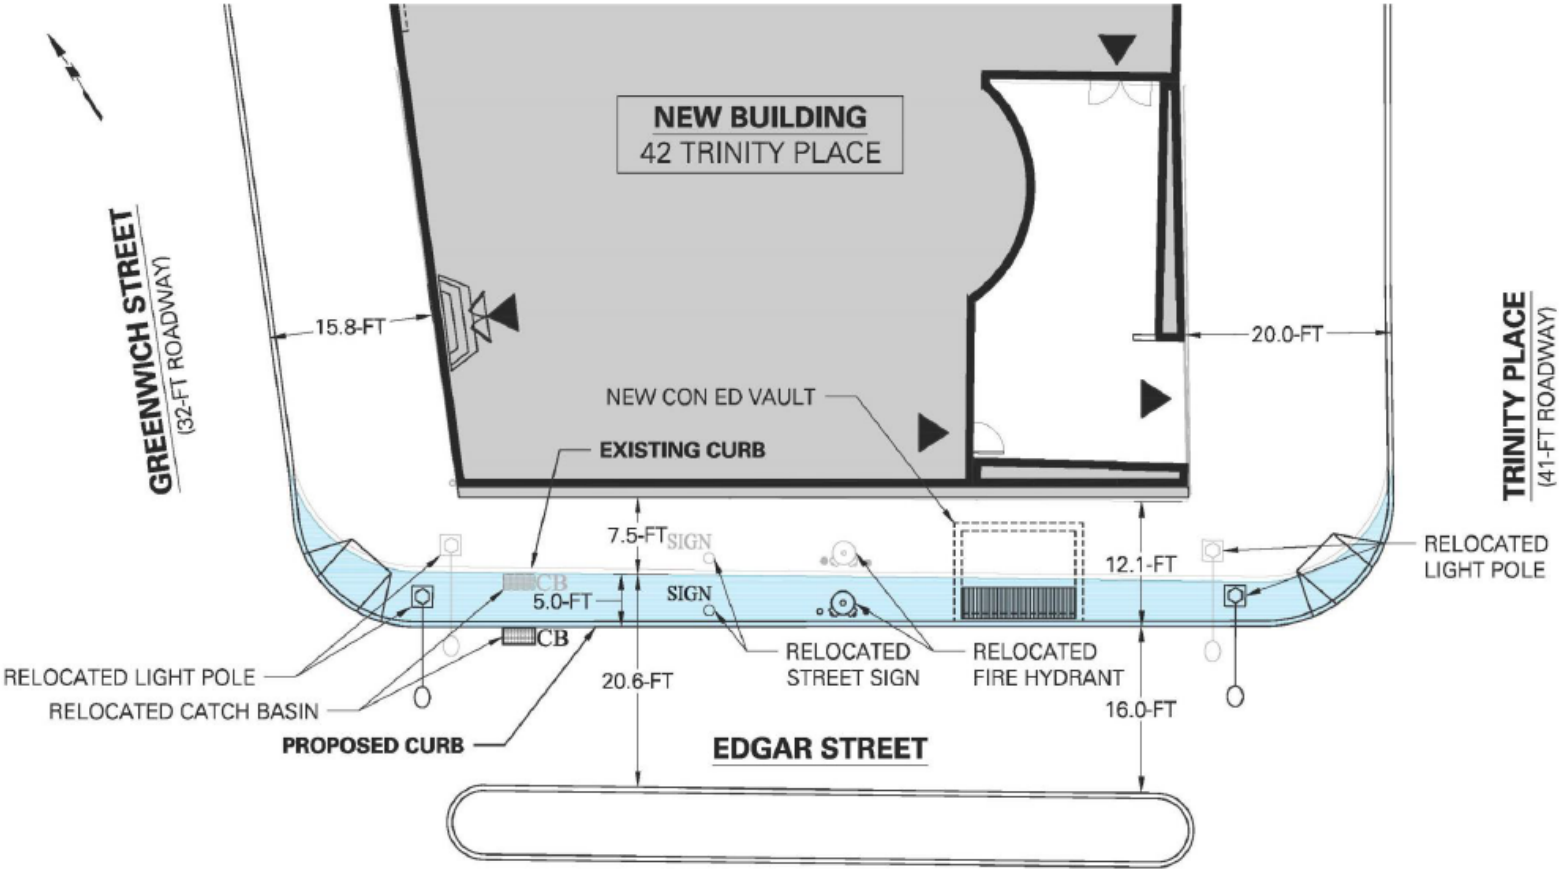 NEW BUILDING
42 TRINITY PLACE
GREENWICH STREET
(32-FT ROADWAY)
15.8-FT
20.0-FT
TRINITY PLACE
(41-FT ROADWAY)
NEW CON ED VAULT
EXISTING CURB
7.5-FT
SIGN
12.1-FT
RELOCATED
LIGHT POLE
CB
5.0-FT
SIGN
CB
RELOCATED LIGHT POLE
RELOCATED CATCH BASIN
PROPOSED CURB
20.6-FT
RELOCATED
STREET SIGN
RELOCATED
FIRE HYDRANT
16.0-FT
EDGAR STREET